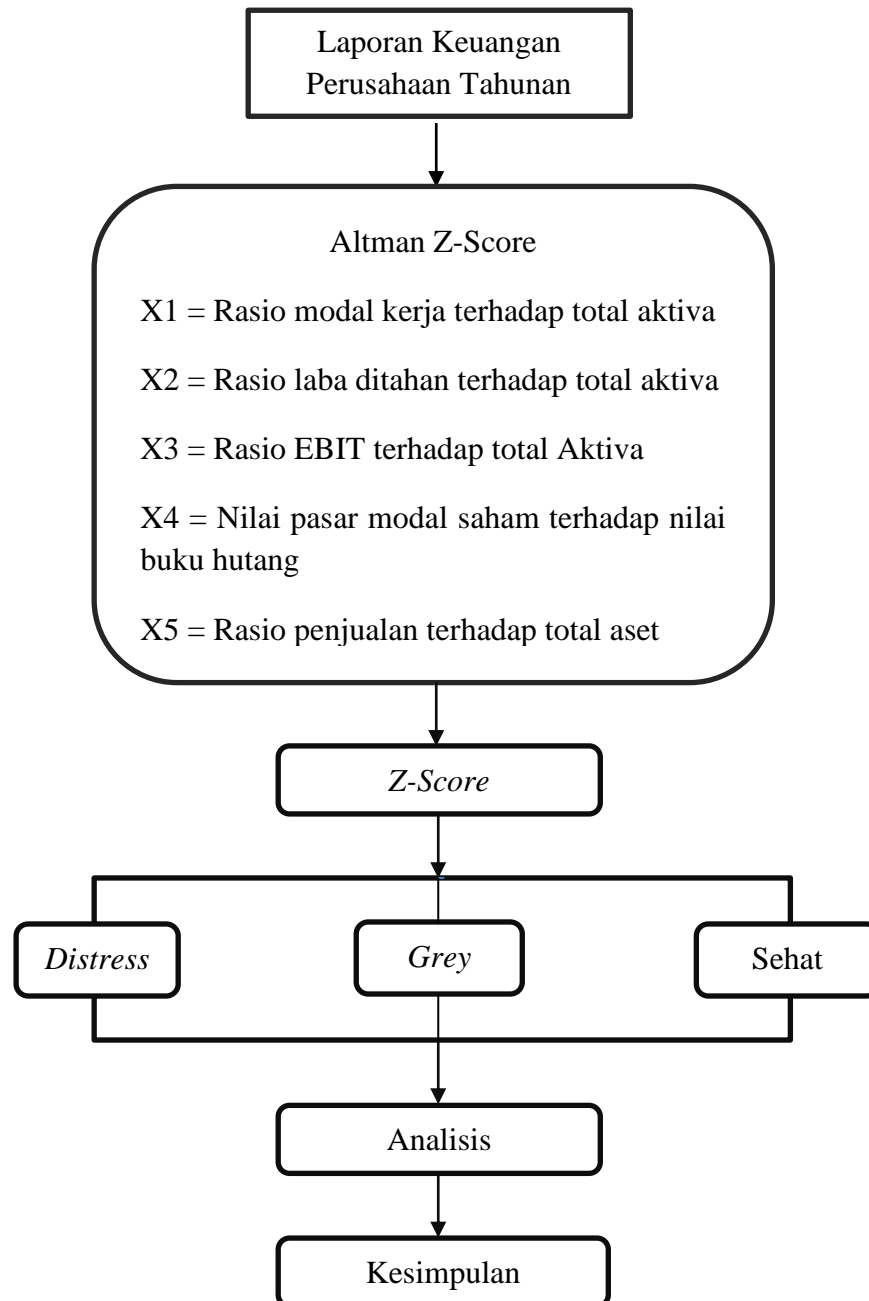 Laporan Keuangan
Perusahaan Tahunan
Altman Z-Score
X1 = Rasio modal kerja terhadap total aktiva
X2 = Rasio laba ditahan terhadap total aktiva
X3 = Rasio EBIT terhadap total Aktiva
X4 = Nilai pasar modal saham terhadap nilai
buku hutang
X5 = Rasio penjualan terhadap total aset
Z-Score
Distress
Grey
Sehat
Analisis
Kesimpulan